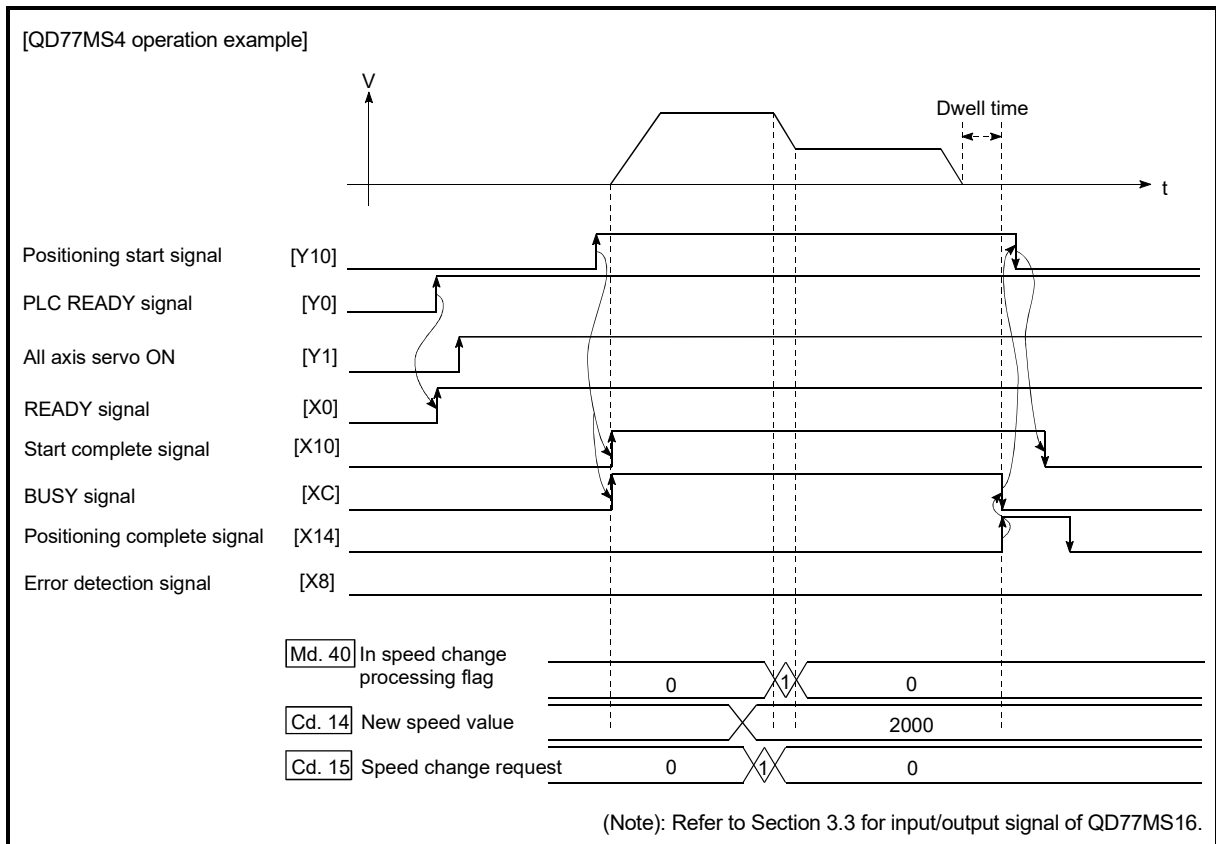 [QD77MS4 operation example]
V
Dwell time
t
Positioning start signal [Y10]
PLC READY signal [Y0]
All axis servo ON [Y1]
READY signal [X0]
Start complete signal [X10]
BUSY signal [XC]
Positioning complete signal [X14]
Error detection signal [X8]
Md. 40 In speed change
processing flag 0 1 0
Cd. 14 New speed value 2000
Cd. 15 Speed change request 0 1 0
(Note): Refer to Section 3.3 for input/output signal of QD77MS16.